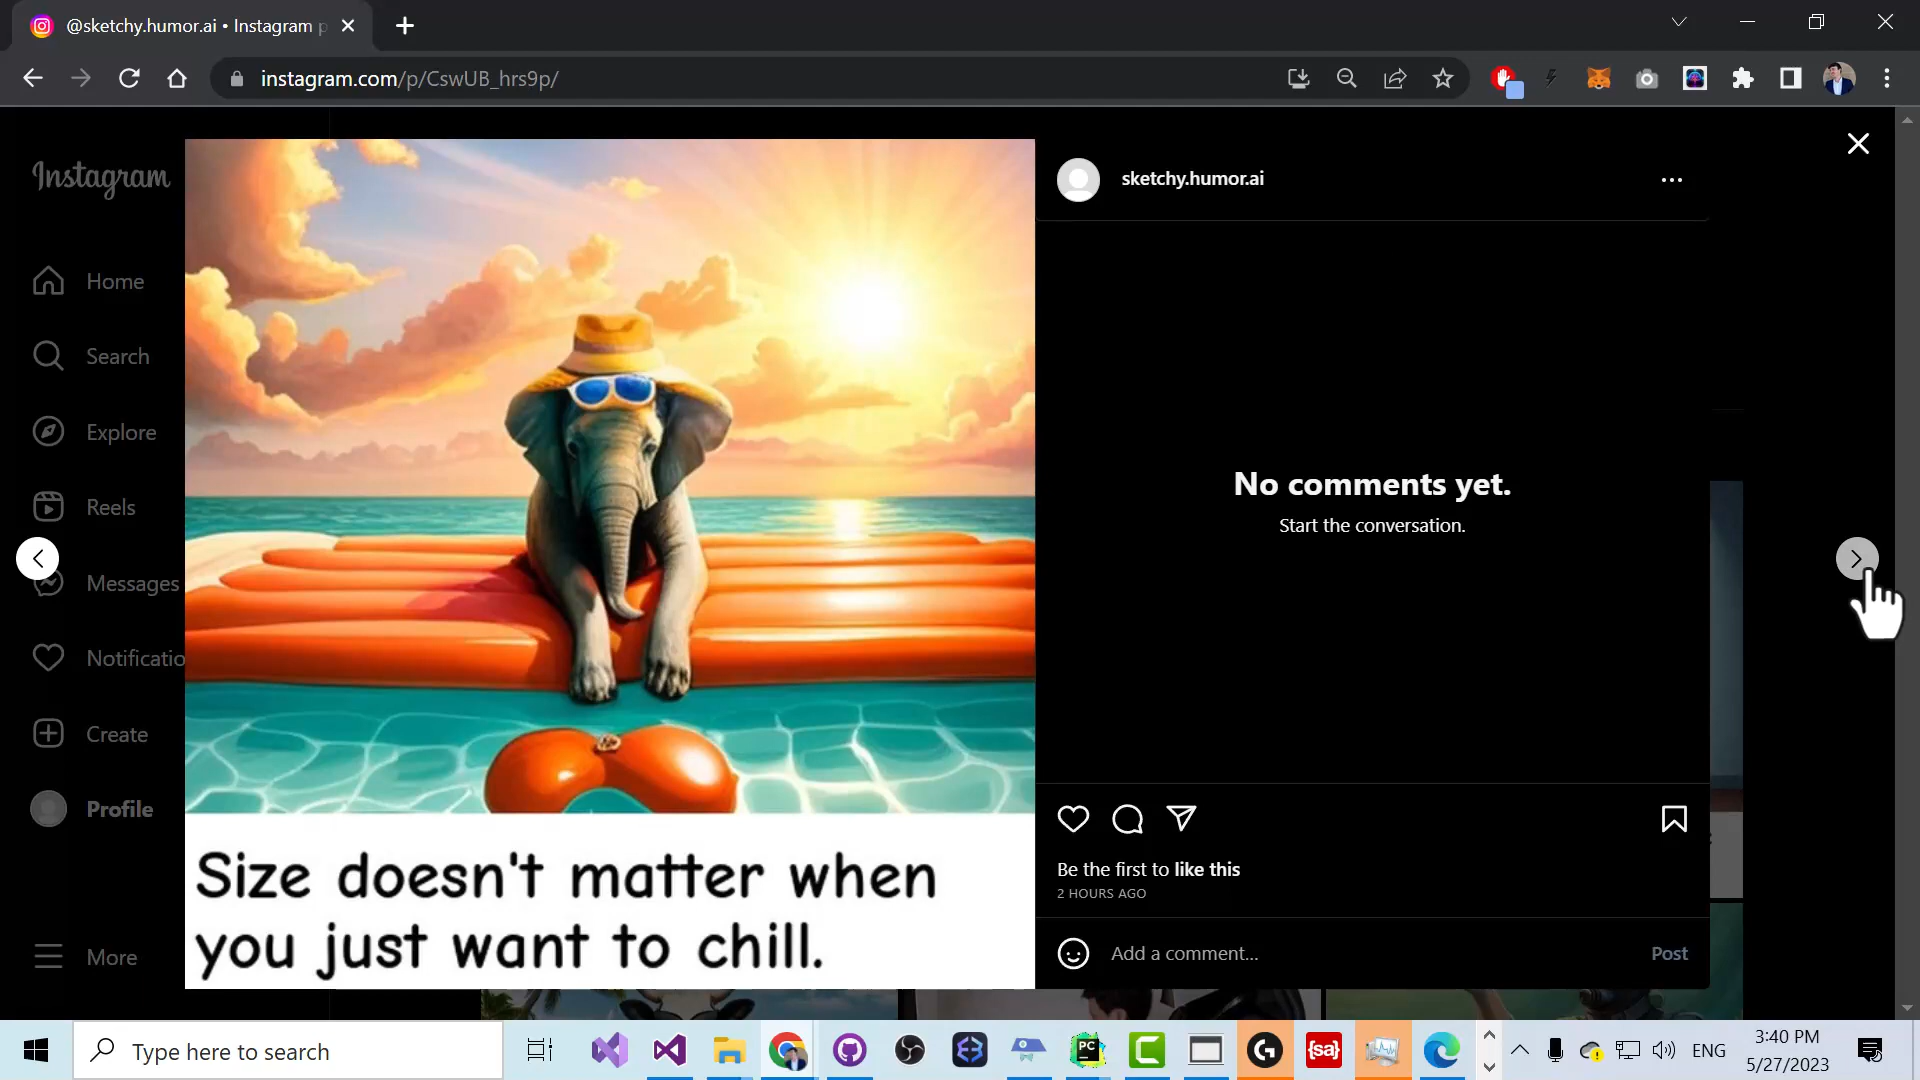 @sketchy.humor.ai • Instagram p
instagram.com/p/CswUB_hrs9p/
Instagram
sketchy.humor.ai
Home
Search
Explore
Reels
Messages
Notificatio
Create
Profile
More
No comments yet.
Start the conversation.
Be the first to like this
2 HOURS AGO
Add a comment...
Post
Size doesn't matter when
you just want to chill.
Type here to search
PC
{sa}
ENG
3:40 PM
5/27/2023